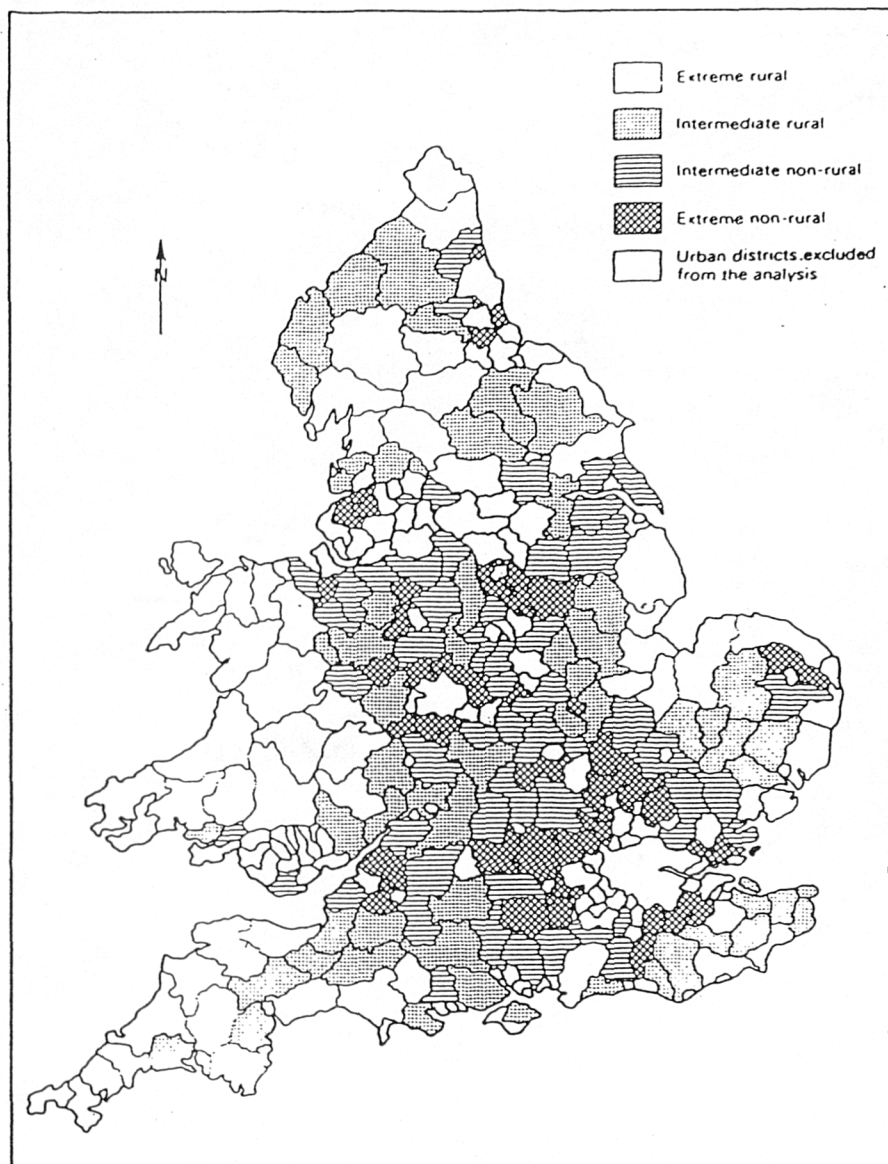 Extreme rural
Intermediate rural
Intermediate non-rural
Extreme non-rural
Urban districts.excluded
from the analysis
N